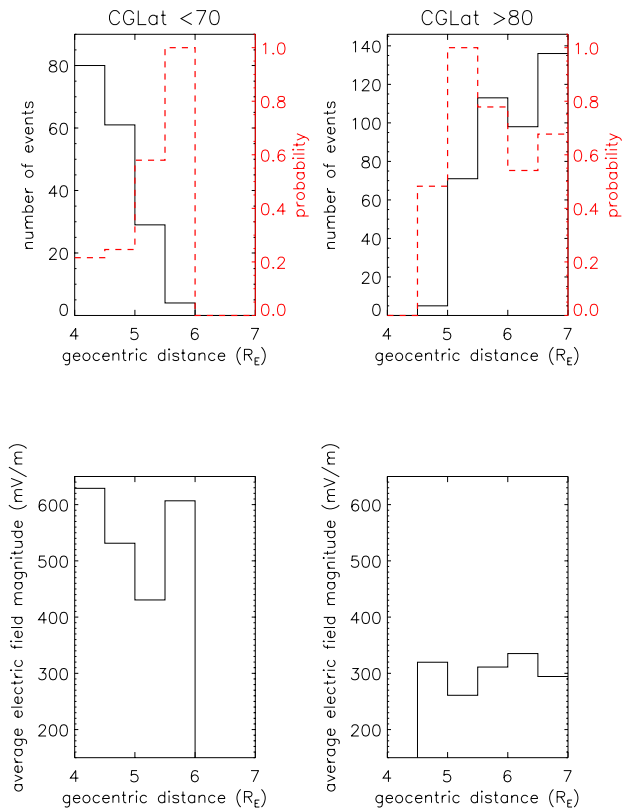 CGLat <70
CGLat >80
number of events
80
60
40
20
0
1.0
0.8
0.6
0.4
0.2
0.0
probability
4 5 6 7
geocentric distance (R_E)
number of events
140
120
100
80
60
40
20
0
1.0
0.8
0.6
0.4
0.2
0.0
probability
4 5 6 7
geocentric distance (R_E)
average electric field magnitude (mV/m)
600
500
400
300
200
4 5 6 7
geocentric distance (R_E)
average electric field magnitude (mV/m)
600
500
400
300
200
4 5 6 7
geocentric distance (R_E)